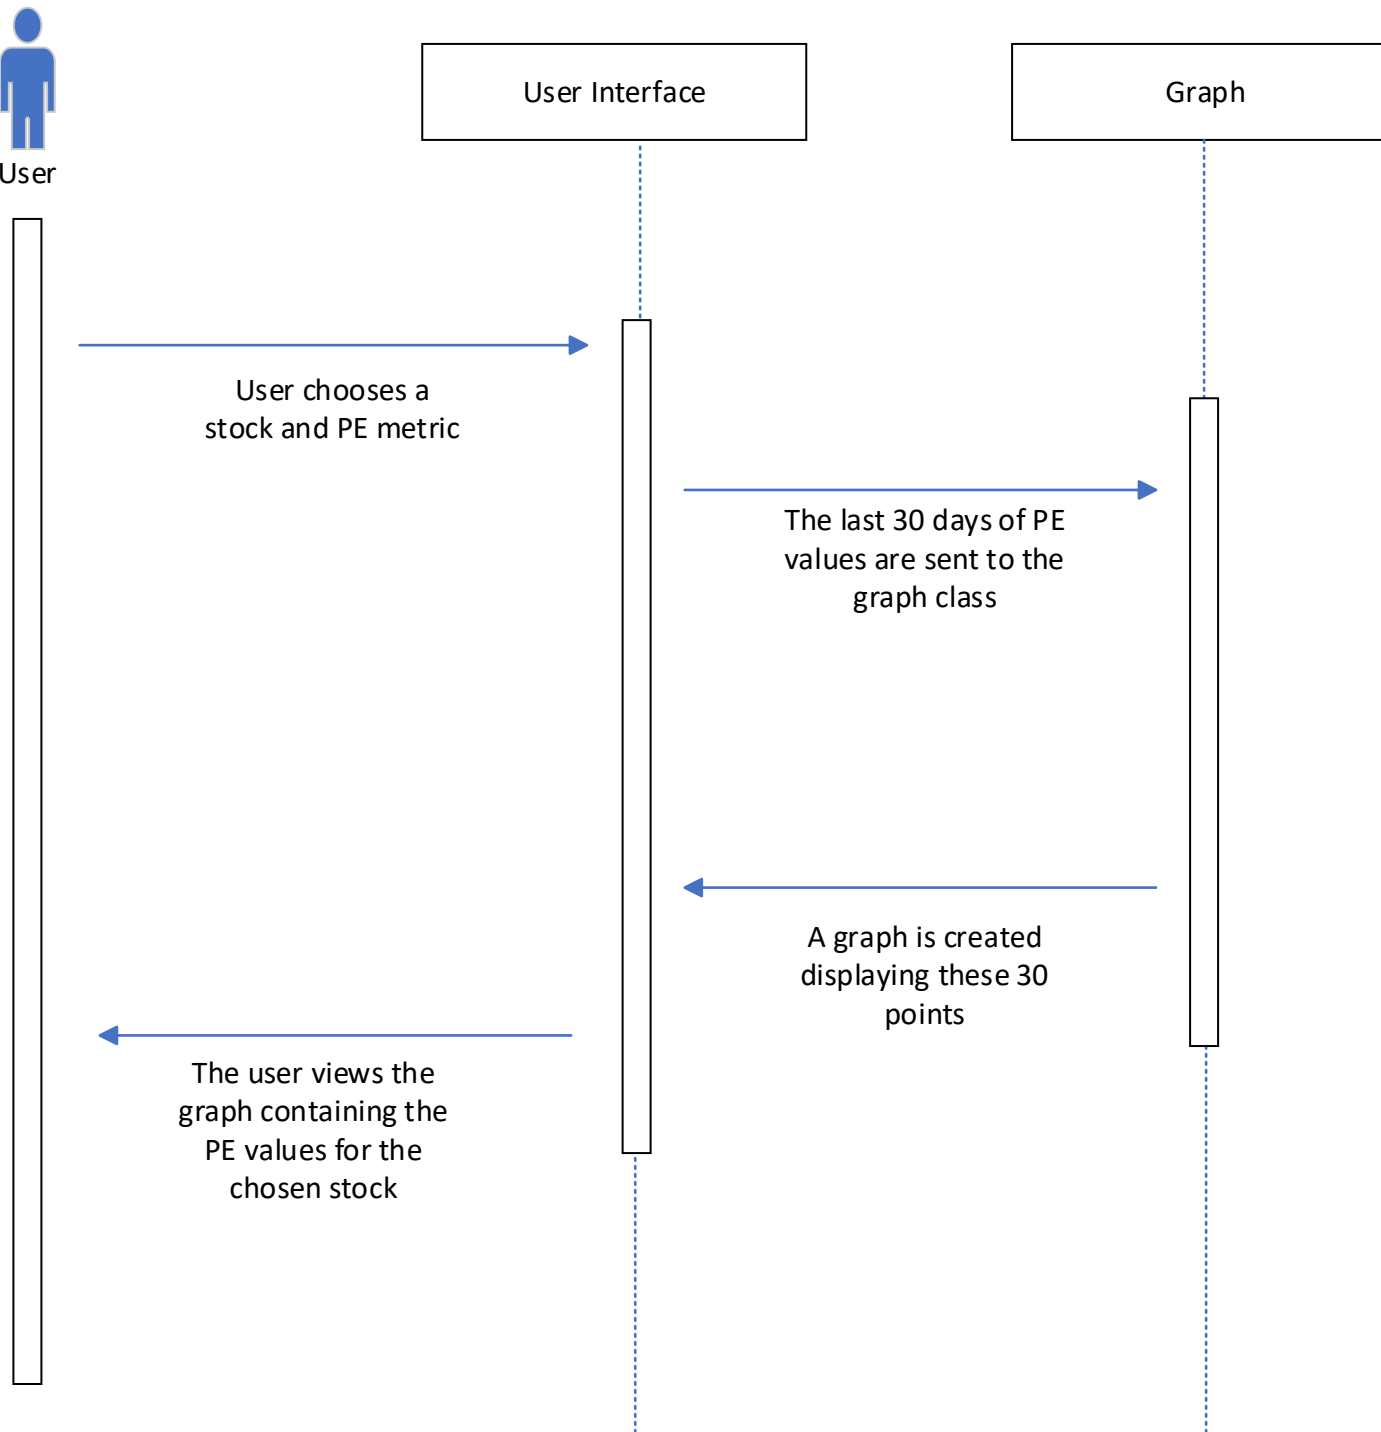 User Interface
Graph
User
User chooses a
stock and PE metric
The last 30 days of PE
values are sent to the
graph class
A graph is created
displaying these 30
points
The user views the
graph containing the
PE values for the
chosen stock